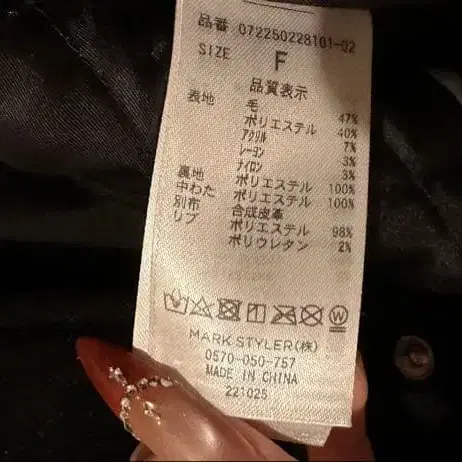 品番 072250228101-02
SIZE F
品質表示
表地 毛 47%
ポリエステル 40%
アクリル 7%
レーヨン 3%
ナイロン 3%
裏地 ポリエステル 100%
中わた ポリエステル 100%
別布 合成皮革
リブ ポリエステル 98%
ポリウレタン 2%
W
MARK STYLER(株)
0570-050-757
MADE IN CHINA
221025